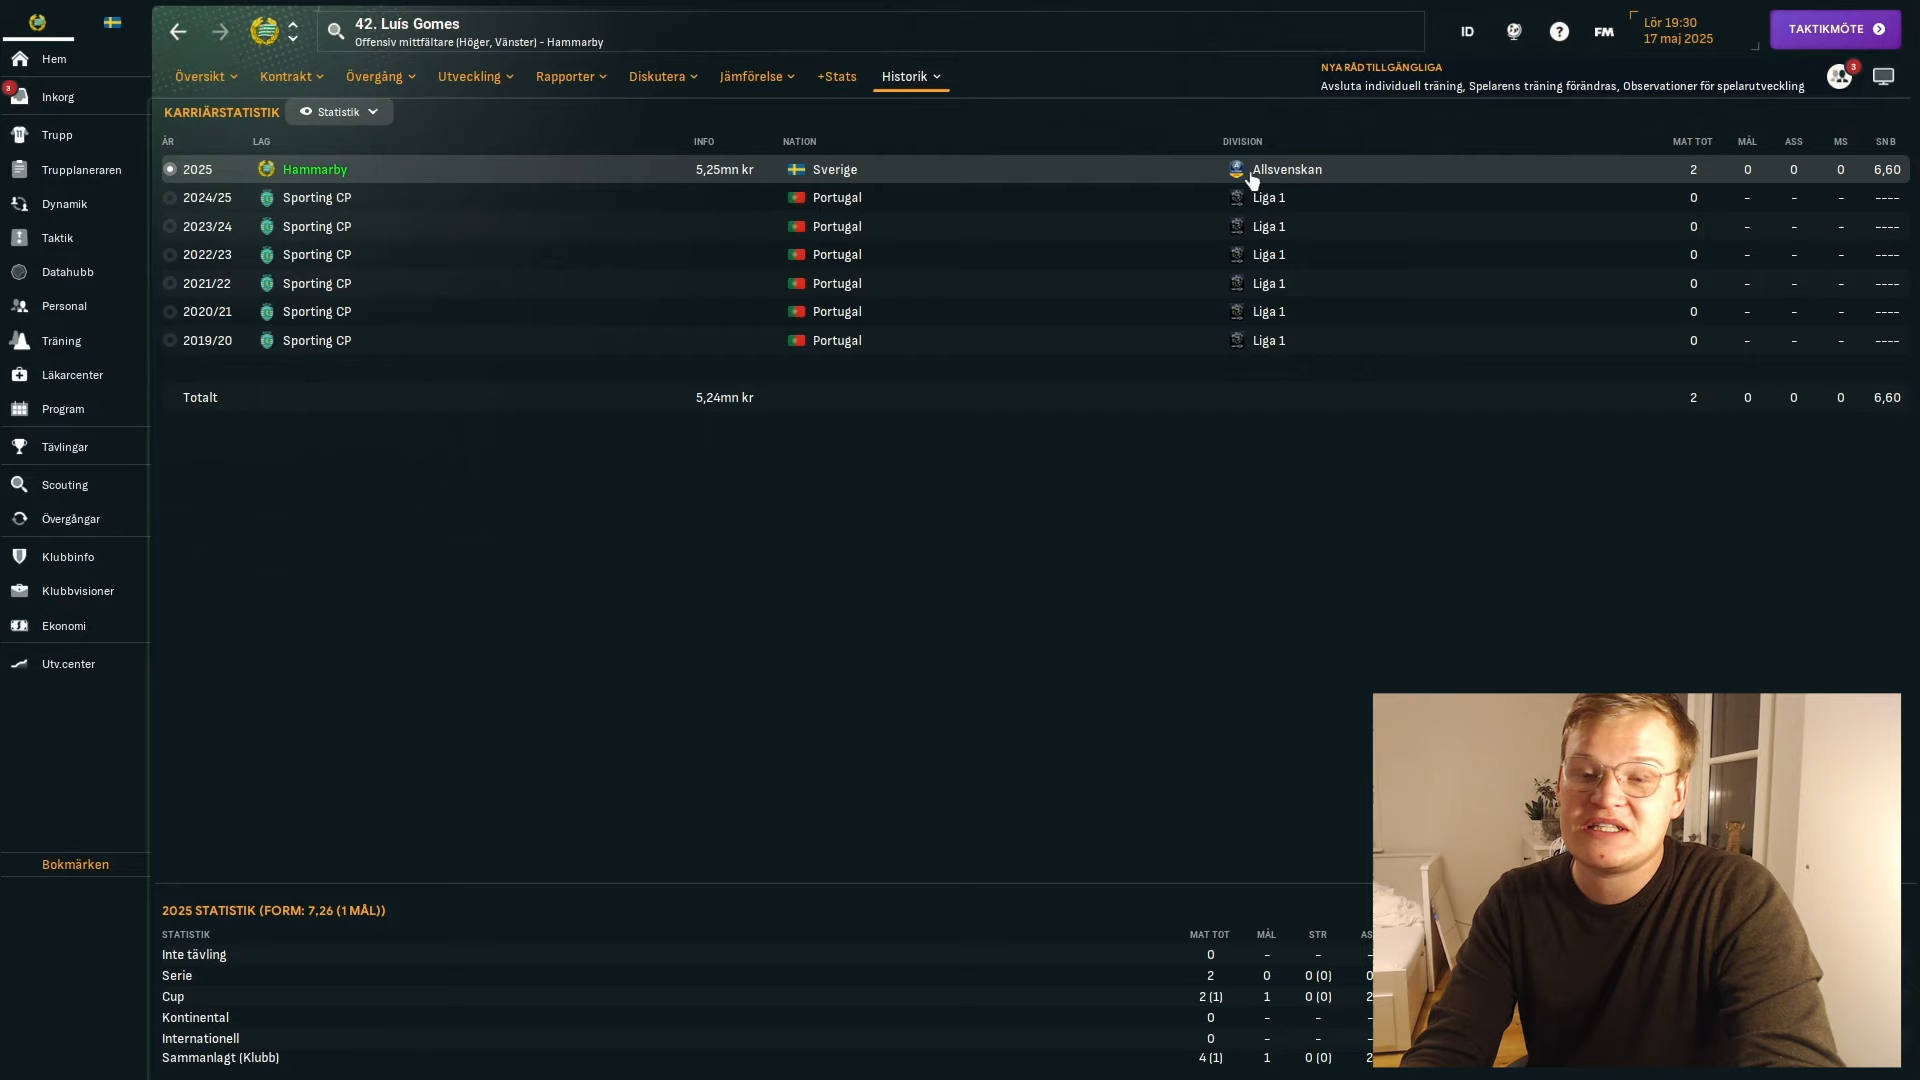 42. Luís Gomes
Offensiv mittfältare (Höger, Vänster) - Hammarby
ID
FM
Lör 19:30
17 maj 2025
TAKTIKMÖTE
Översikt
Kontrakt
Övergång
Utveckling
Rapporter
Diskutera
Jämförelse
+Stats
Historik
NYA RÅD TILLGÄNGLIGA
Avsluta individuell träning, Spelarens träning förändras, Observationer för spelarutveckling
3
Hem
3
Inkorg
Trupp
Trupplaneraren
Dynamik
Taktik
Datahubb
Personal
Träning
Läkarcenter
Program
Tävlingar
Scouting
Övergångar
Klubbinfo
Klubbvisioner
Ekonomi
Utv.center
Bokmärken
KARRIÄRSTATISTIK
Statistik
ÅR LAG INFO NATION DIVISION MAT TOT MÅL ASS MS SN B
2025 Hammarby 5,25mn kr Sverige Allsvenskan 2 0 0 0 6,60
2024/25 Sporting CP Portugal Liga 1 0 - - - ----
2023/24 Sporting CP Portugal Liga 1 0 - - - ----
2022/23 Sporting CP Portugal Liga 1 0 - - - ----
2021/22 Sporting CP Portugal Liga 1 0 - - - ----
2020/21 Sporting CP Portugal Liga 1 0 - - - ----
2019/20 Sporting CP Portugal Liga 1 0 - - - ----
Totalt 5,24mn kr 2 0 0 0 6,60
2025 STATISTIK (FORM: 7,26 (1 MÅL))
STATISTIK MAT TOT MÅL STR AS
Inte tävling 0 - - -
Serie 2 0 0 (0) 0
Cup 2 (1) 1 0 (0) 2
Kontinental 0 - - -
Internationell 0 - - -
Sammanlagt (Klubb) 4 (1) 1 0 (0) 2